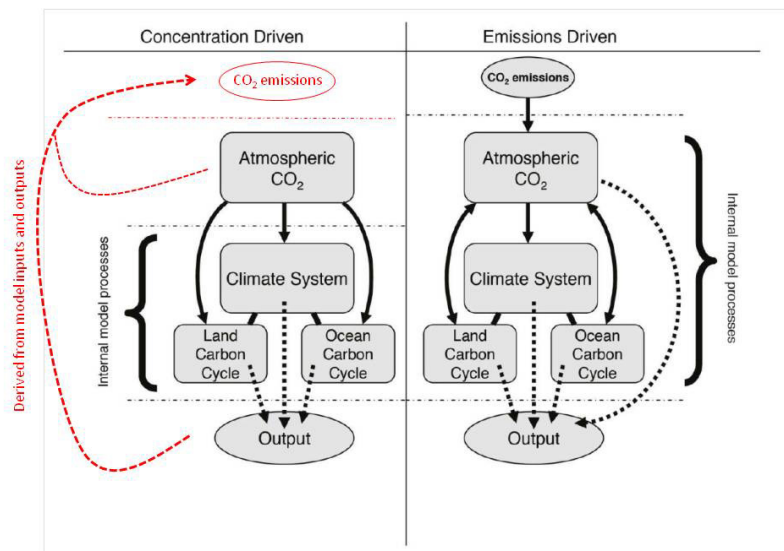 Concentration Driven
Emissions Driven
CO₂ emissions
CO₂ emissions
Atmospheric
CO₂
Atmospheric
CO₂
Derived from model inputs and outputs
Internal model processes
Climate System
Climate System
Internal model processes
Land
Carbon
Cycle
Ocean
Carbon
Cycle
Land
Carbon
Cycle
Ocean
Carbon
Cycle
Output
Output